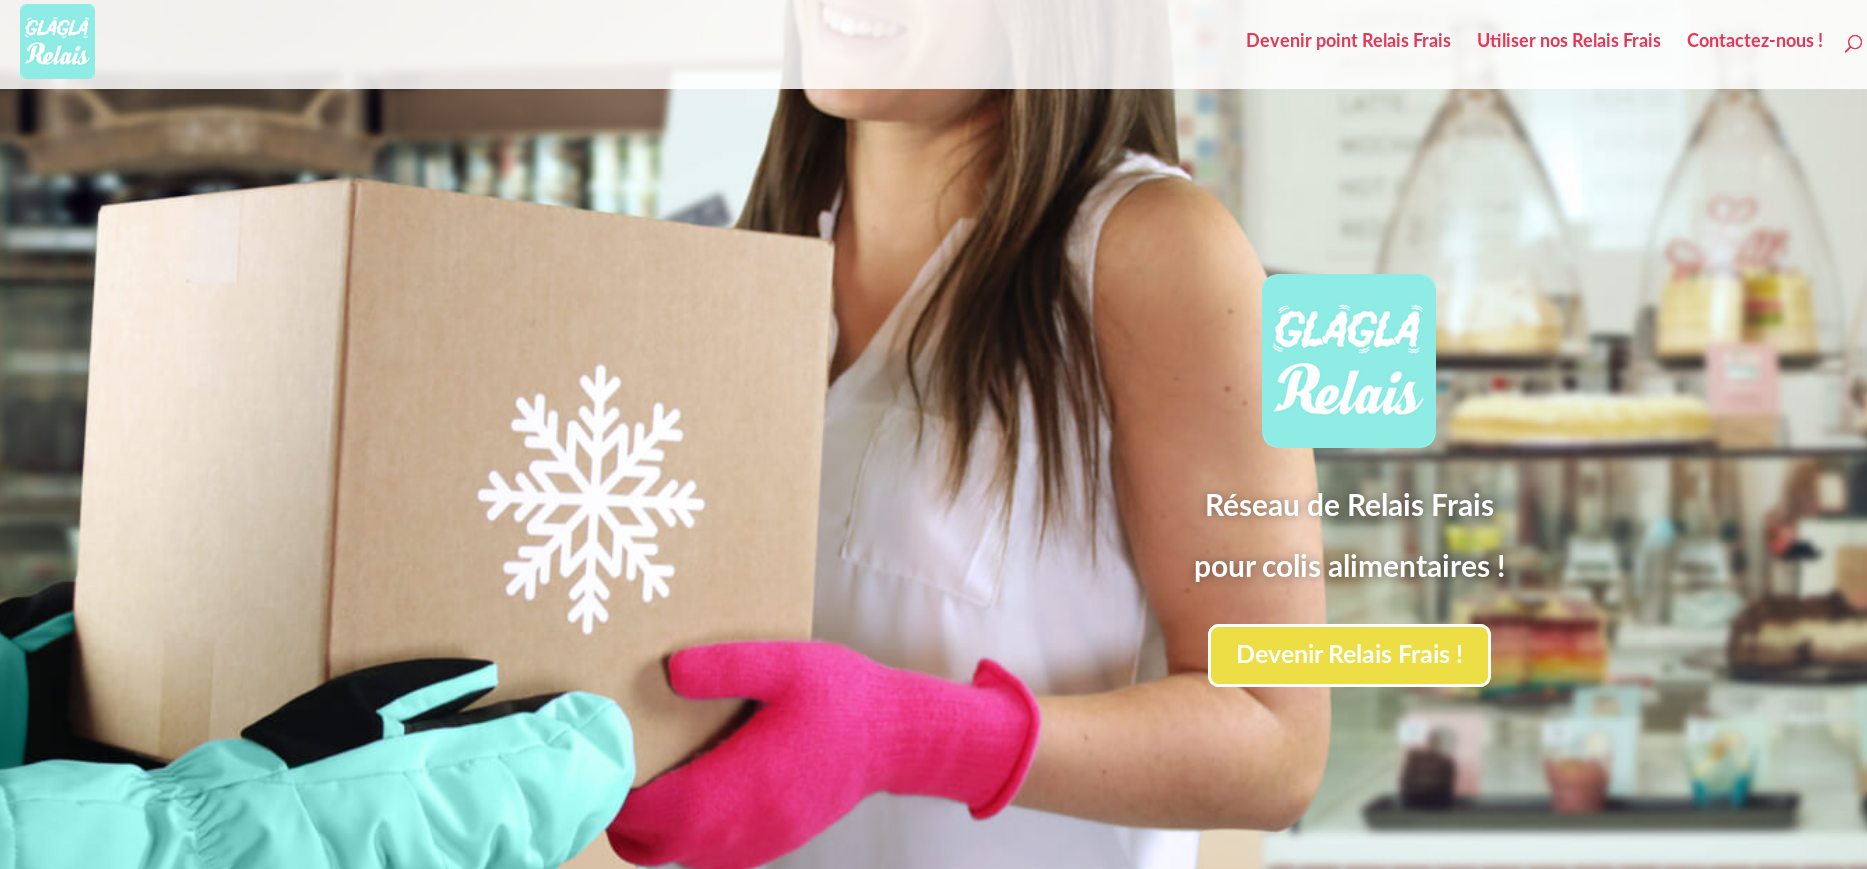 GLAGLA
Relais
Devenir point Relais Frais
Utiliser nos Relais Frais
Contactez-nous !
LATTE
GLAGLA
Relais
Réseau de Relais Frais
pour colis alimentaires !
Devenir Relais Frais !